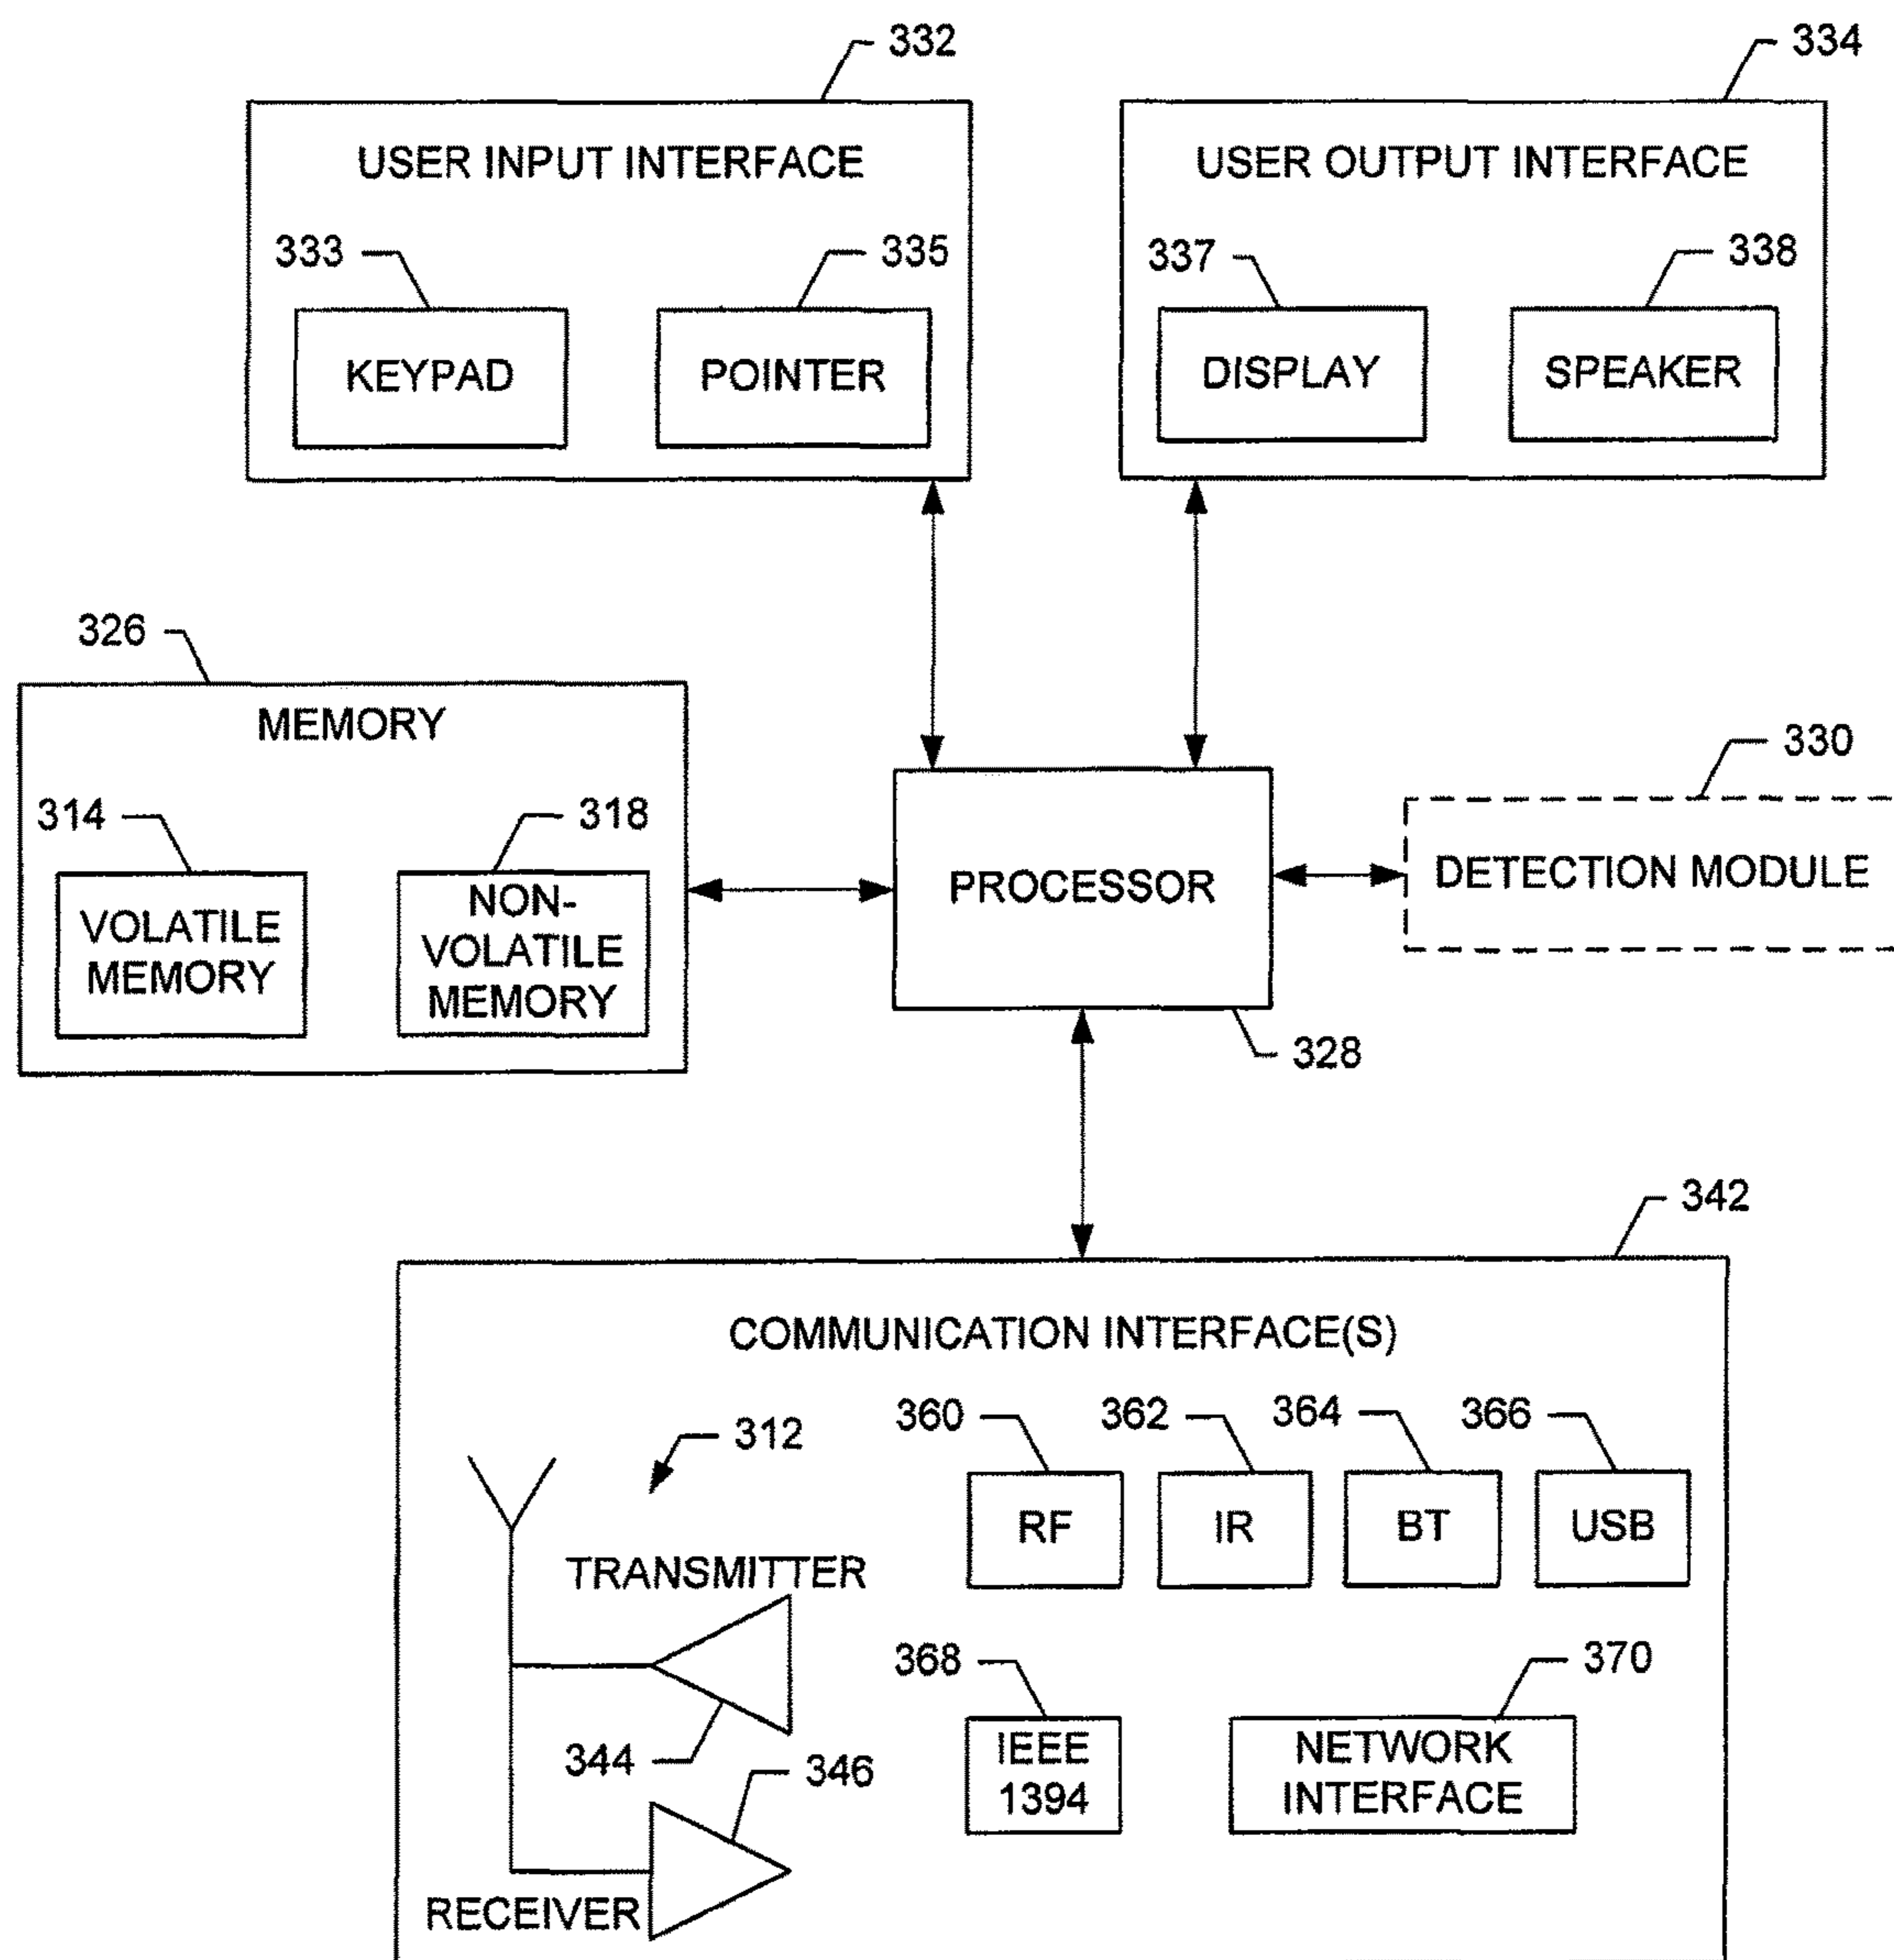 332
334
USER INPUT INTERFACE
USER OUTPUT INTERFACE
333
335
337
338
KEYPAD
POINTER
DISPLAY
SPEAKER
326
MEMORY
330
314
318
VOLATILE
MEMORY
NON-
VOLATILE
MEMORY
PROCESSOR
DETECTION MODULE
328
342
COMMUNICATION INTERFACE(S)
312
360
362
364
366
RF
IR
BT
USB
TRANSMITTER
344
346
368
370
IEEE
1394
NETWORK
INTERFACE
RECEIVER